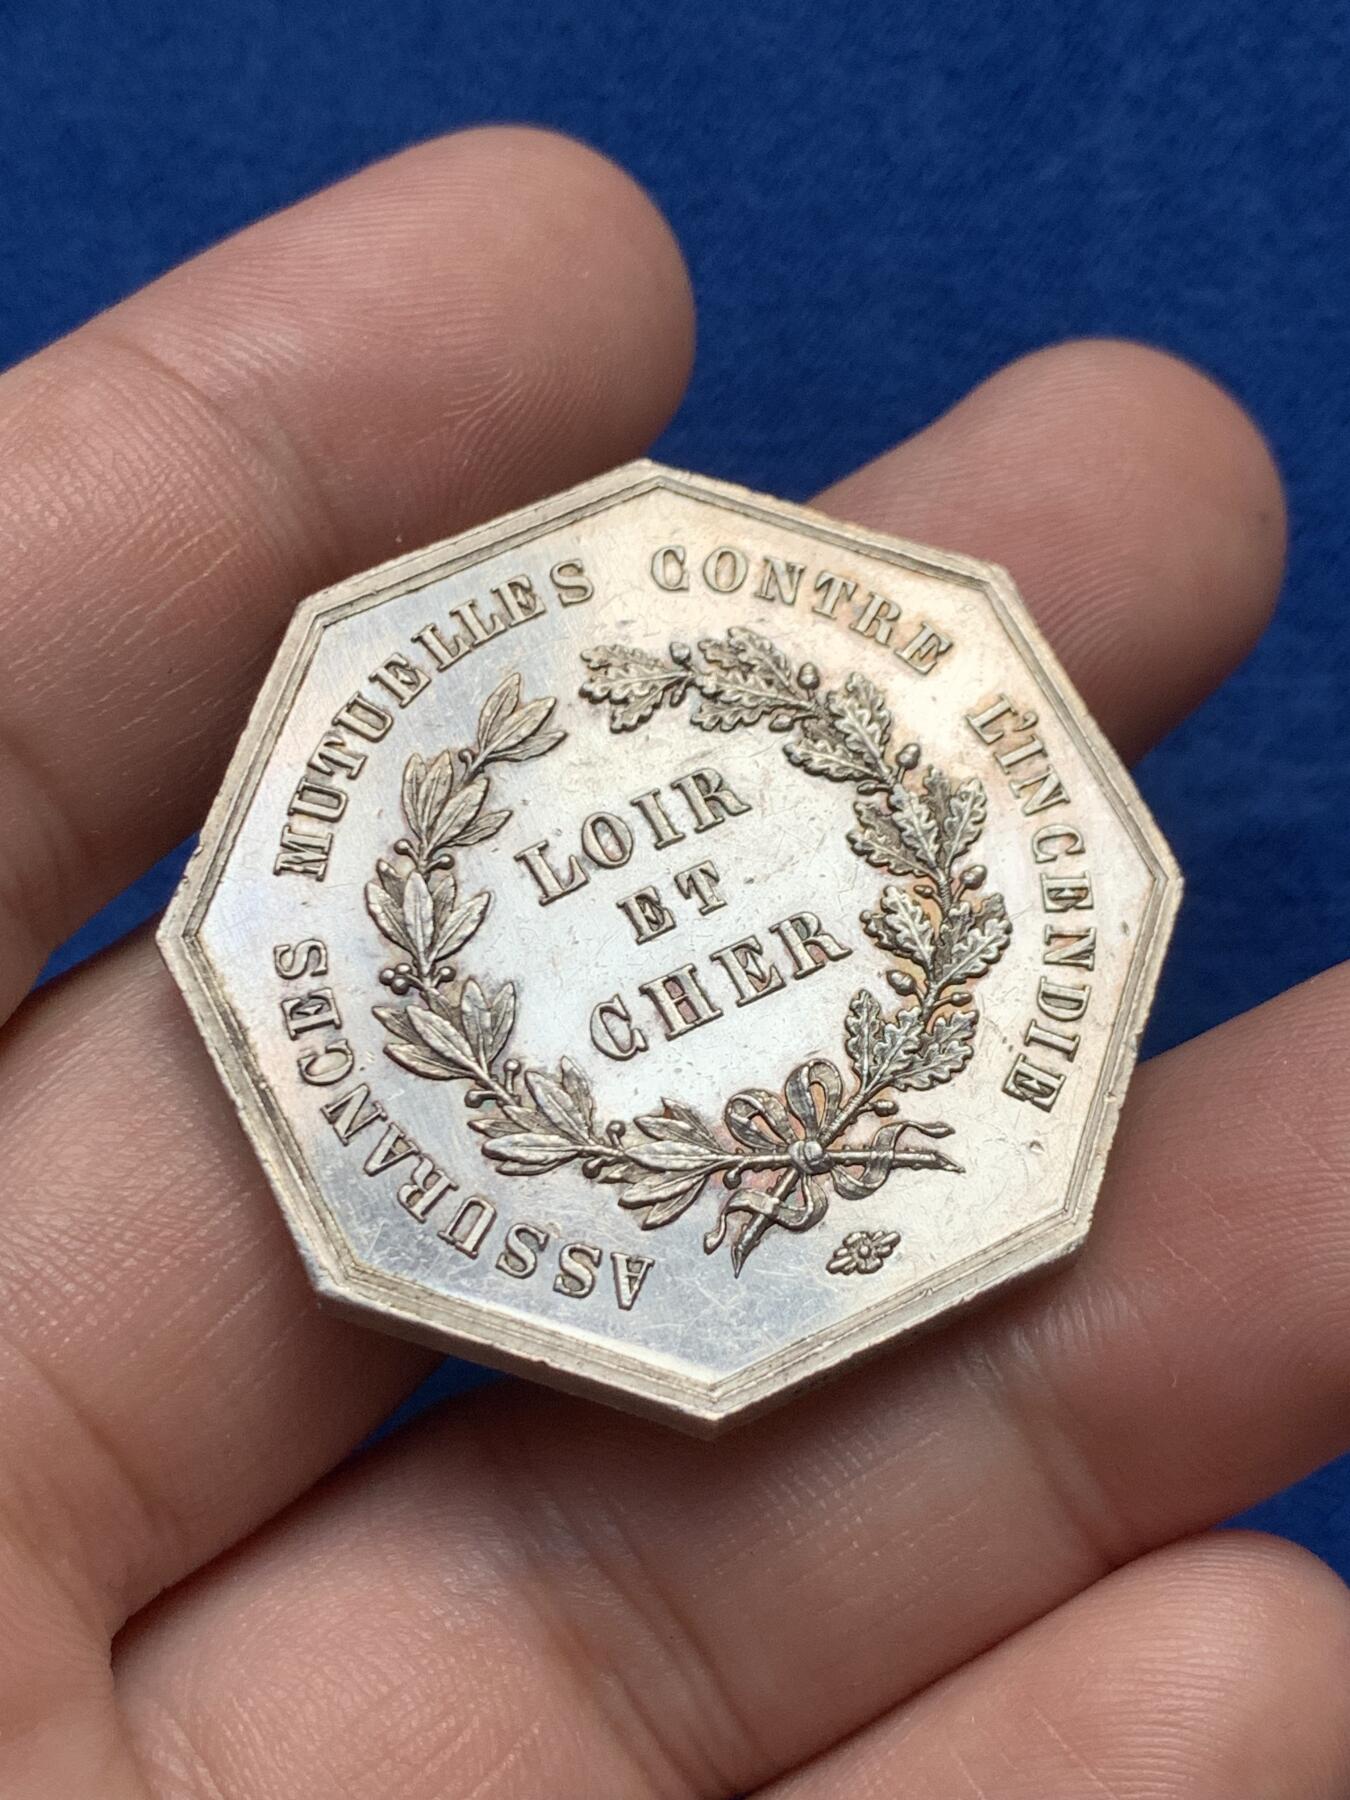 ASSURANCES MUTUELLES CONTRE L'INCENDIE
LOIR
ET
CHER